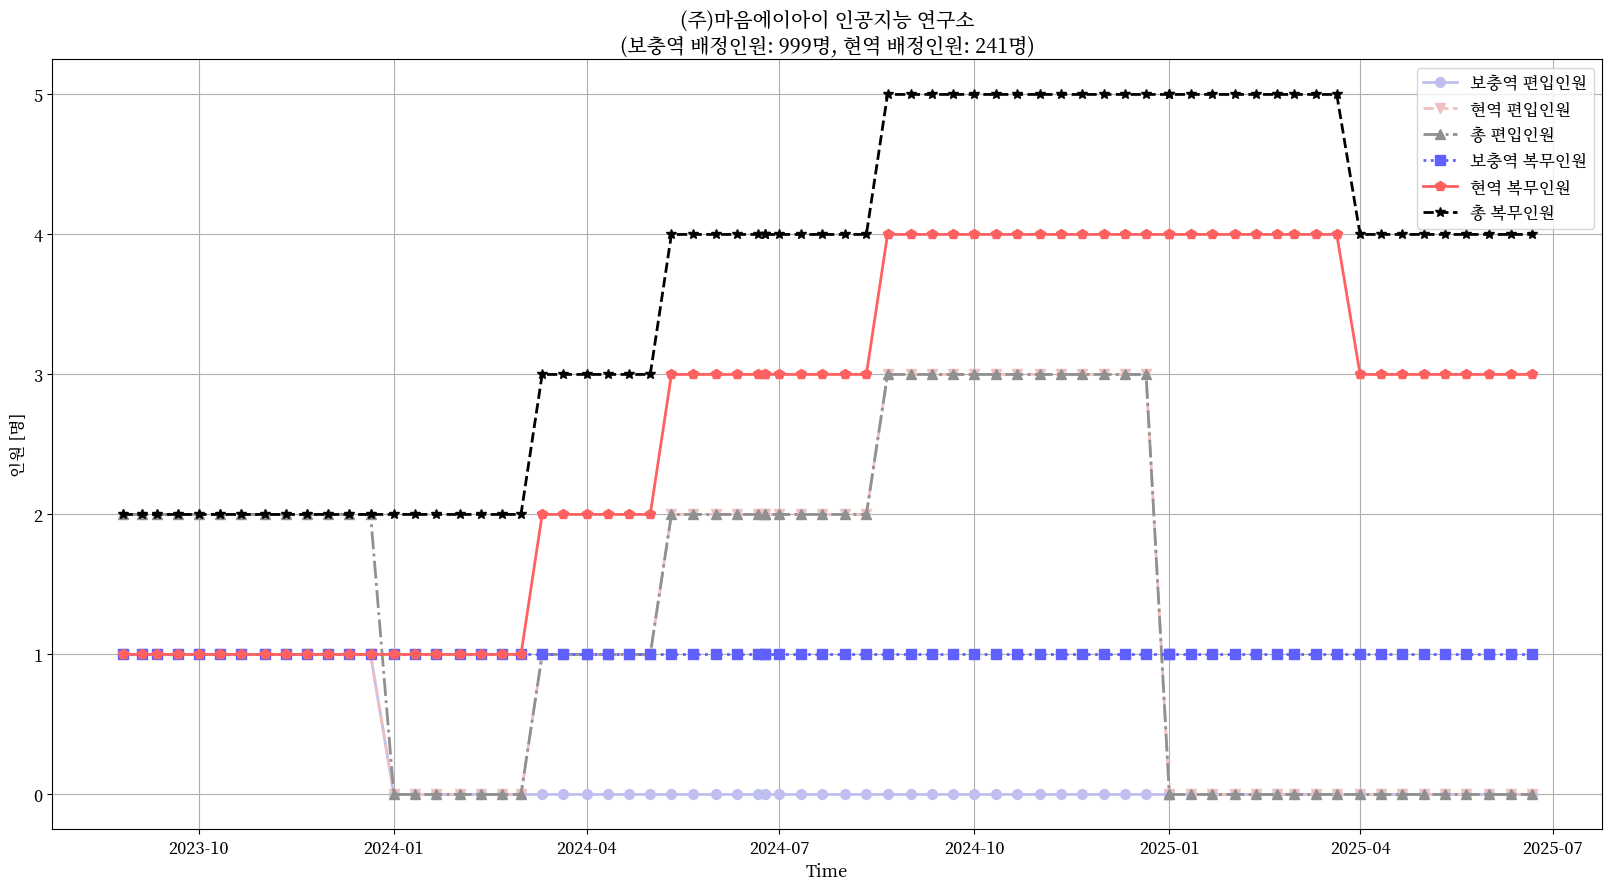 (주)마음에이아이 인공지능 연구소
(보충역 배정인원: 999명, 현역 배정인원: 241명)
보충역 편입인원
현역 편입인원
총 편입인원
보충역 복무인원
현역 복무인원
총 복무인원
인원 [명]
5
4
3
2
1
0
2023-10
2024-01
2024-04
2024-07
2024-10
2025-01
2025-04
2025-07
Time